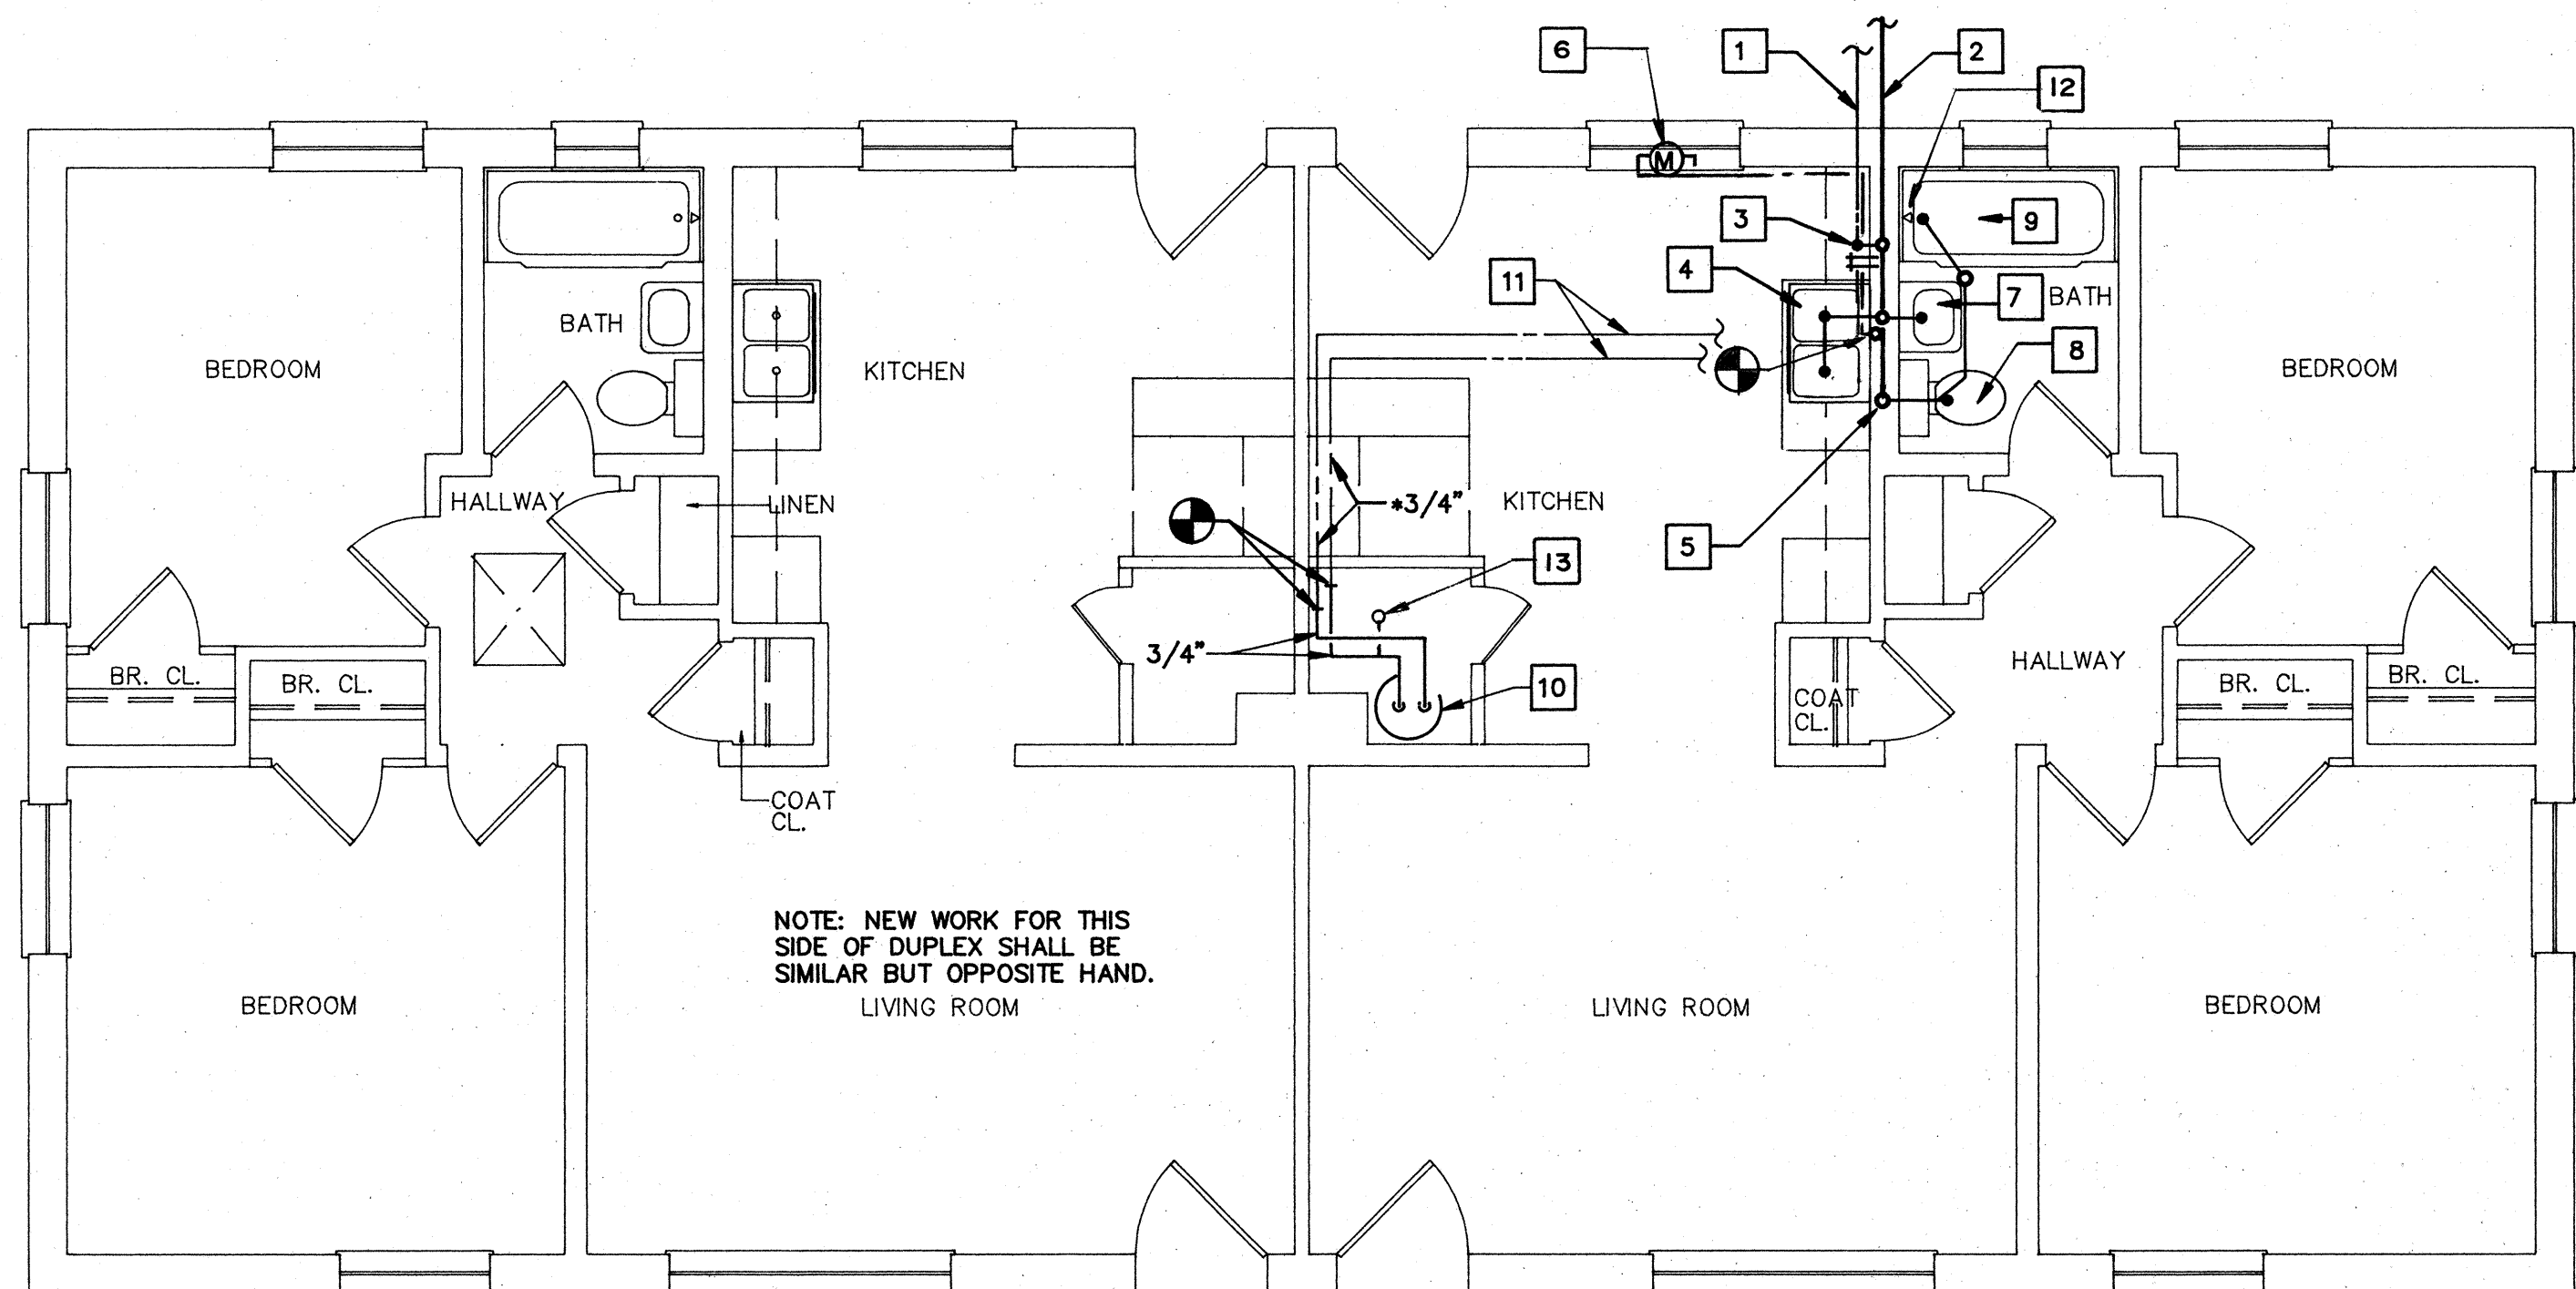 6
1
2
12
M
3
9
4
11
7
BATH
8
BATH
BEDROOM
KITCHEN
BEDROOM
HALLWAY
LINEN
*3/4"
KITCHEN
5
13
3/4"
10
BR. CL.
BR. CL.
COAT
CL.
HALLWAY
BR. CL.
BR. CL.
COAT
CL.
NOTE: NEW WORK FOR THIS
SIDE OF DUPLEX SHALL BE
SIMILAR BUT OPPOSITE HAND.
BEDROOM
LIVING ROOM
LIVING ROOM
BEDROOM